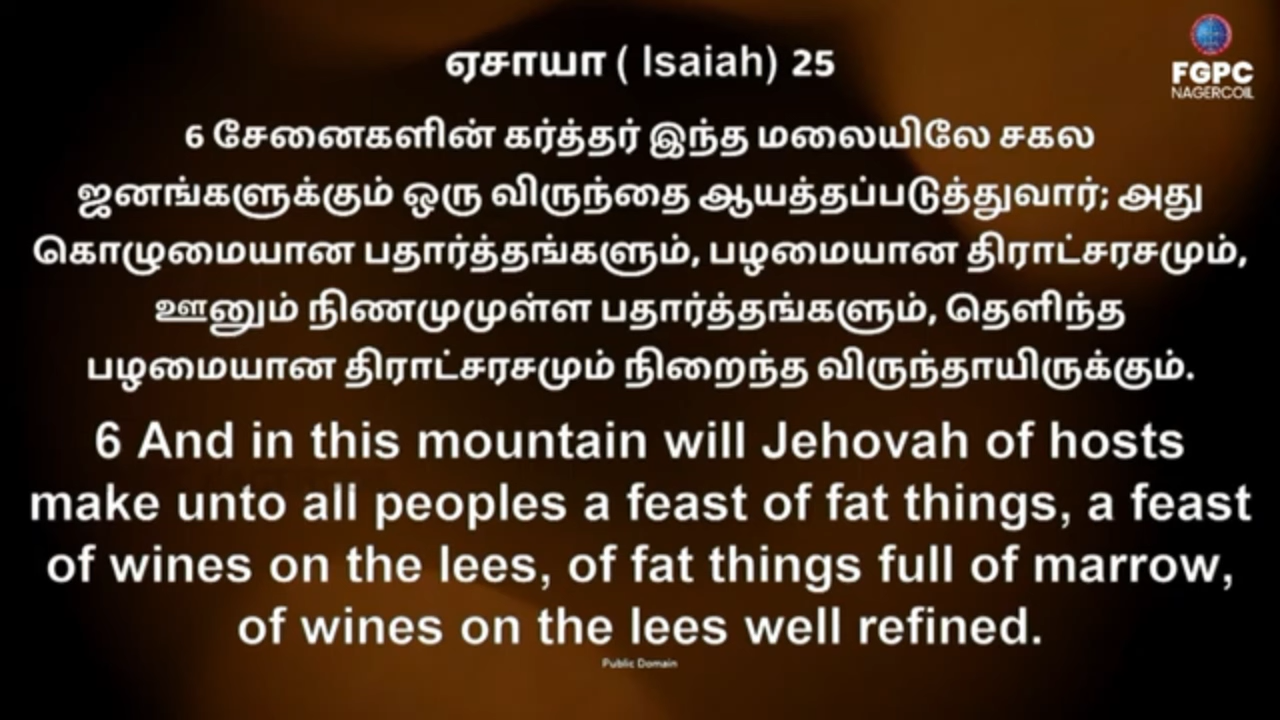 ஏசாயா ( Isaiah) 25
FGPC
NAGERCOIL
6 சேனைகளின் கர்த்தர் இந்த மலையிலே சகல
ஜனங்களுக்கும் ஒரு விருந்தை ஆயத்தப்படுத்துவார்; அது
கொழுமையான பதார்த்தங்களும், பழமையான திராட்சரசமும்,
ஊனும் நிணமுமுள்ள பதார்த்தங்களும், தெளிந்த
பழமையான திராட்சரசமும் நிறைந்த விருந்தாயிருக்கும்.
6 And in this mountain will Jehovah of hosts
make unto all peoples a feast of fat things, a feast
of wines on the lees, of fat things full of marrow,
of wines on the lees well refined.
Public Domain